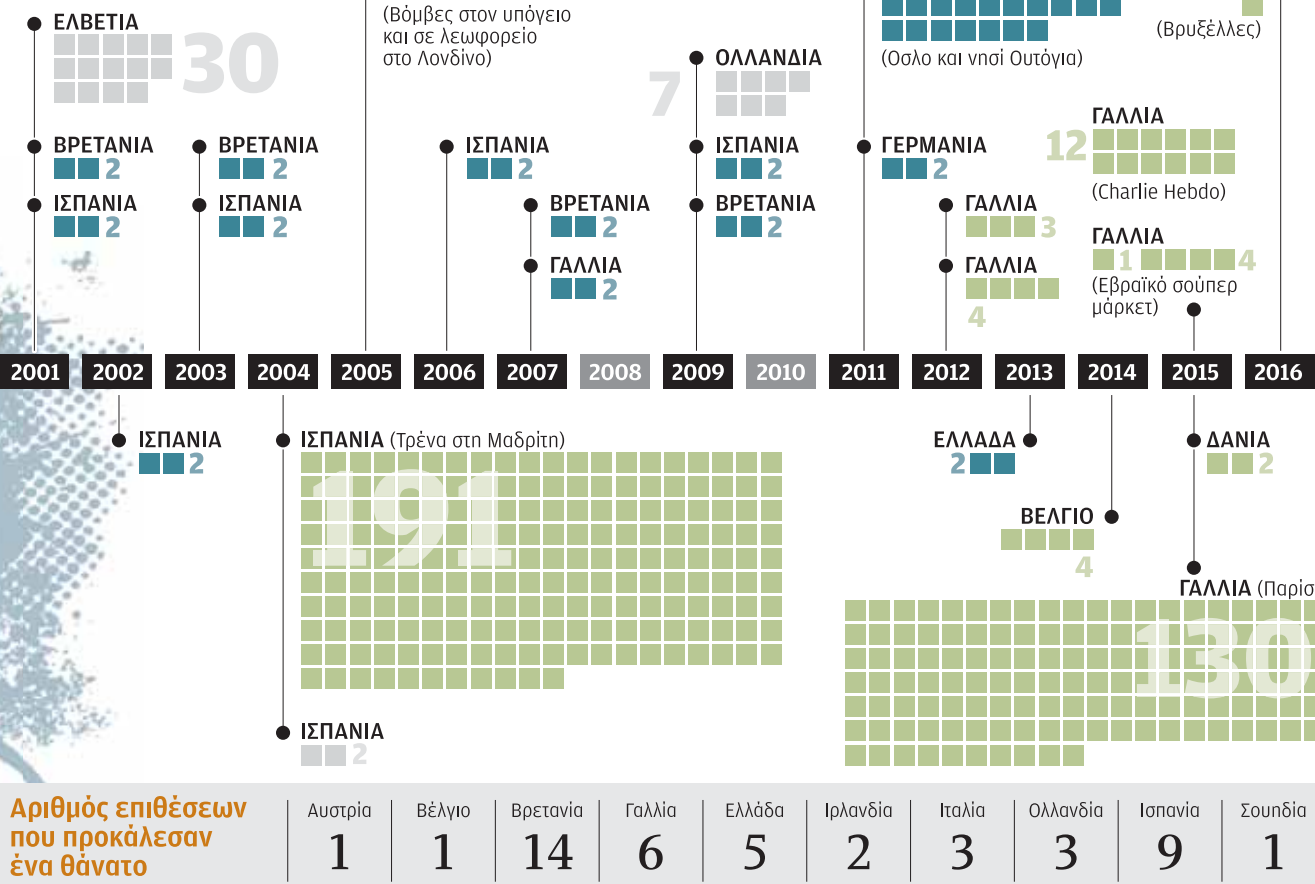 ΕΛΒΕΤΙΑ
30
(Βόμβες στον υπόγειο
και σε λεωφορείο
στο Λονδίνο)
7
ΟΛΛΑΝΔΙΑ
(Οσλο και νησί Ουτόγια)
(Βρυξέλλες)
ΒΡΕΤΑΝΙΑ
2
ΙΣΠΑΝΙΑ
2
ΒΡΕΤΑΝΙΑ
2
ΙΣΠΑΝΙΑ
2
ΙΣΠΑΝΙΑ
2
ΒΡΕΤΑΝΙΑ
2
ΓΑΛΛΙΑ
2
ΙΣΠΑΝΙΑ
2
ΒΡΕΤΑΝΙΑ
2
ΓΕΡΜΑΝΙΑ
2
ΓΑΛΛΙΑ
3
ΓΑΛΛΙΑ
4
ΓΑΛΛΙΑ
12
(Charlie Hebdo)
ΓΑΛΛΙΑ
1 4
(Εβραϊκό σούπερ
μάρκετ)
2001 2002 2003 2004 2005 2006 2007 2008 2009 2010 2011 2012 2013 2014 2015 2016
ΙΣΠΑΝΙΑ
2
ΙΣΠΑΝΙΑ (Τρένα στη Μαδρίτη)
191
ΙΣΠΑΝΙΑ
2
ΕΛΛΑΔΑ
2
ΒΕΛΓΙΟ
4
ΔΑΝΙΑ
2
ΓΑΛΛΙΑ
130
Αριθμός επιθέσεων
που προκάλεσαν
ένα θάνατο
Αυστρία Βέλγιο Βρετανία Γαλλία Ελλάδα Ιρλανδία Ιταλία Ολλανδία Ισπανία Σουηδία
1 1 14 6 5 2 3 3 9 1